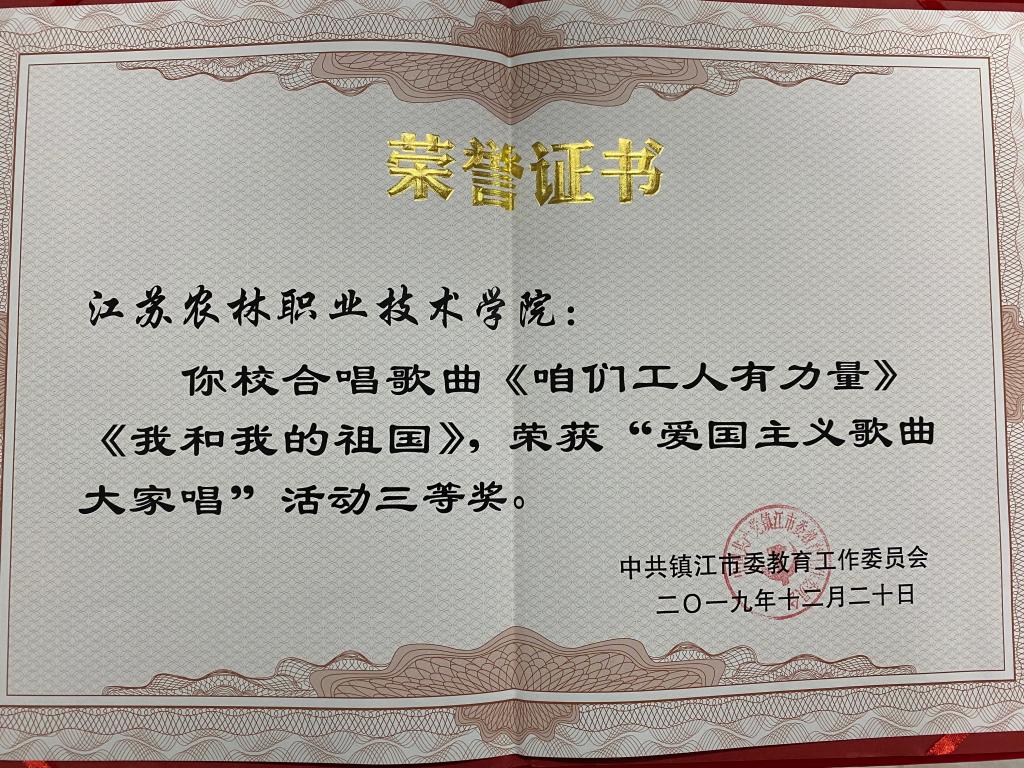 荣誉证书
江苏农林职业技术学院：
你校合唱歌曲《咱们工人有力量》
《我和我的祖国》，荣获“爱国主义歌曲
大家唱”活动三等奖。
中共镇江市委教育工作委员会
二〇一九年十二月二十日